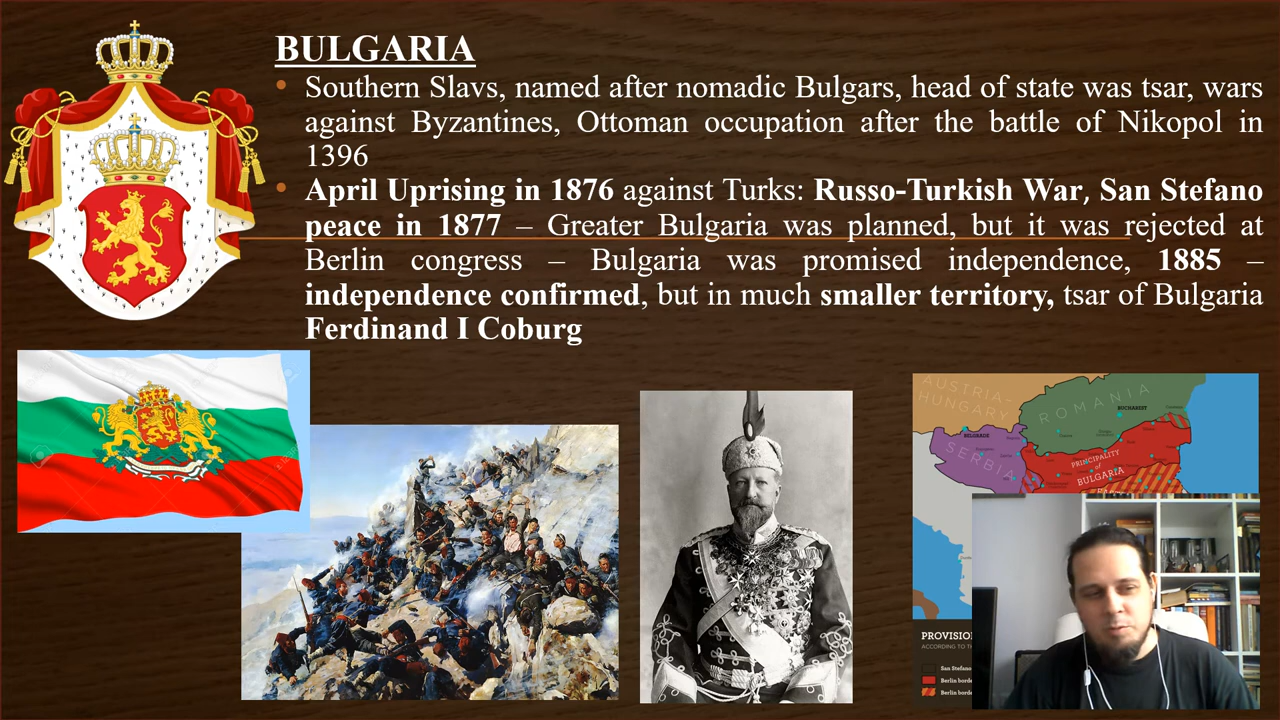 BULGARIA
• Southern Slavs, named after nomadic Bulgars, head of state was tsar, wars
against Byzantines, Ottoman occupation after the battle of Nikopol in
1396
• April Uprising in 1876 against Turks: Russo-Turkish War, San Stefano
peace in 1877 – Greater Bulgaria was planned, but it was rejected at
Berlin congress – Bulgaria was promised independence, 1885 –
independence confirmed, but in much smaller territory, tsar of Bulgaria
Ferdinand I Coburg
AUSTRIA-
HUNGARY
ROMANIA
BUCHAREST
BELGRADE
SERBIA
PRINCIPALITY
of
BULGARIA
PROVISIO
ACCORDING TO T
San Stefano
Berlin borde
Berlin borde